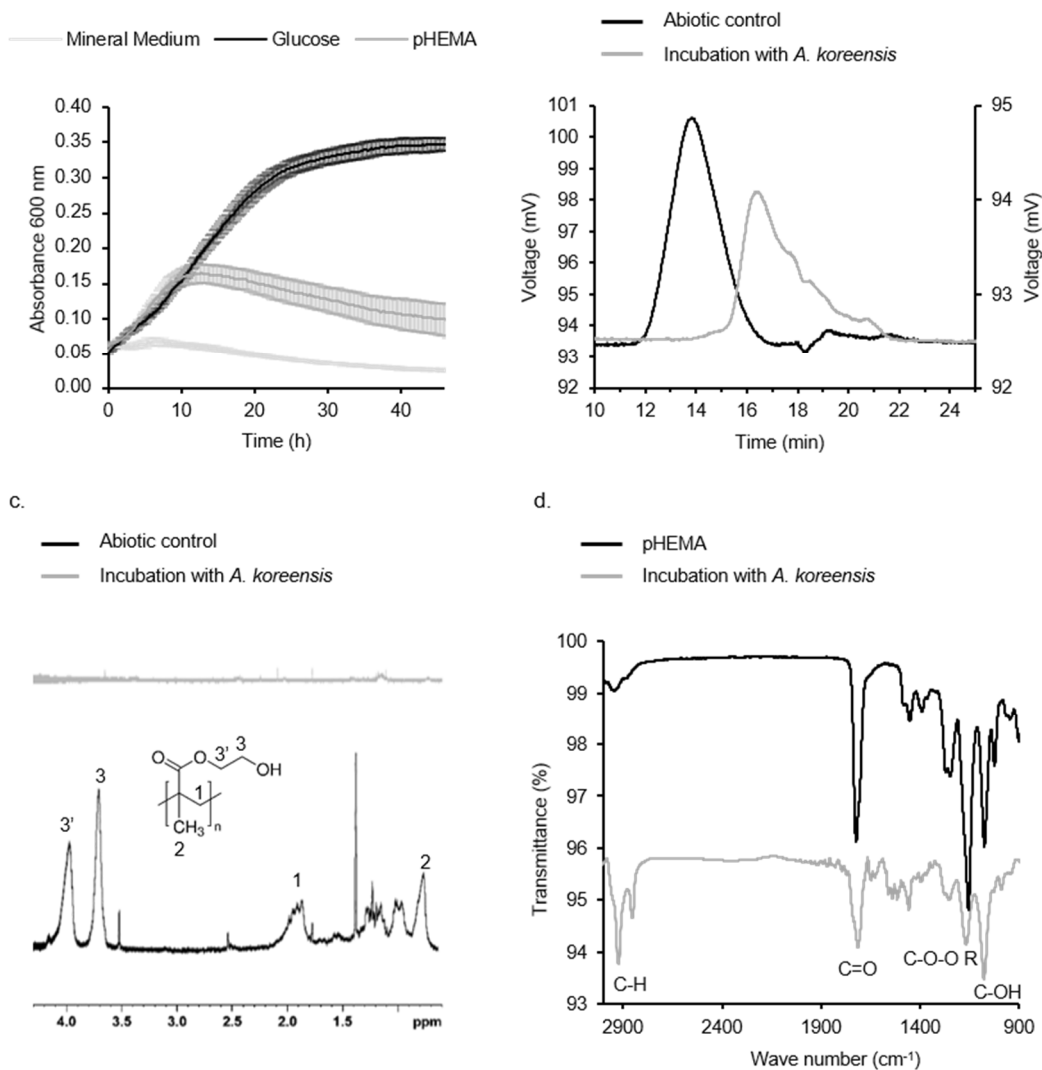 Mineral Medium Glucose pHEMA
Abiotic control
Incubation with A. koreensis
0.40
0.35
0.30
0.25
0.20
0.15
0.10
0.05
0.00
Absorbance 600 nm
0 10 20 30 40
Time (h)
101
100
99
98
97
96
95
94
93
92
Voltage (mV)
95
94
93
92
Voltage (mV)
10 12 14 16 18 20 22 24
Time (min)
c.
Abiotic control
Incubation with A. koreensis
O
O
3'
3
OH
1
CH₃
n
2
3'
3
1
2
4.0 3.5 3.0 2.5 2.0 1.5 ppm
d.
pHEMA
Incubation with A. koreensis
100
99
98
97
96
95
94
93
Transmittance (%)
C-H
C=O
C-O-O R
C-OH
2900 2400 1900 1400 900
Wave number (cm⁻¹)